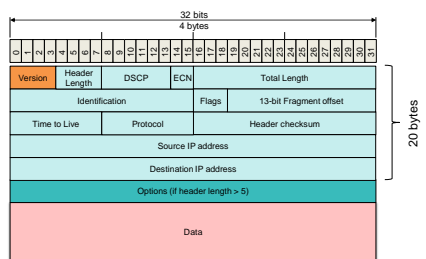 32 bits
4 bytes
0 1 2 3 4 5 6 7 8 9 10 11 12 13 14 15 16 17 18 19 20 21 22 23 24 25 26 27 28 29 30 31
Version Header Length DSCP ECN Total Length
Identification Flags 13-bit Fragment offset
Time to Live Protocol Header checksum
Source IP address
Destination IP address
20 bytes
Options (if header length > 5)
Data